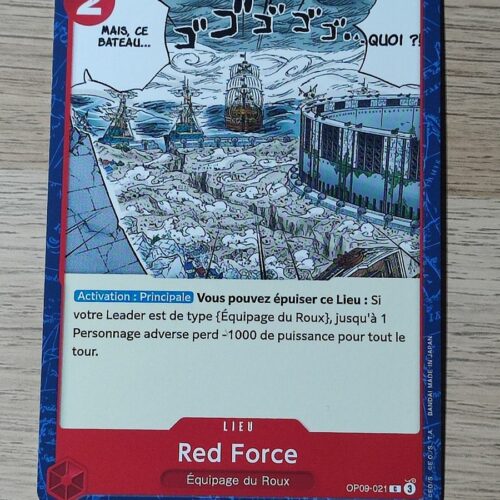 2
MAIS, CE
BATEAU...
ゴゴゴゴゴ...
QUOI ?!
Activation : Principale Vous pouvez épuiser ce Lieu : Si
votre Leader est de type {Équipage du Roux}, jusqu'à 1
Personnage adverse perd -1000 de puissance pour tout le
tour.
LIEU
Red Force
Équipage du Roux
OP09-021 C 3
BANDAI MADE IN JAPAN.